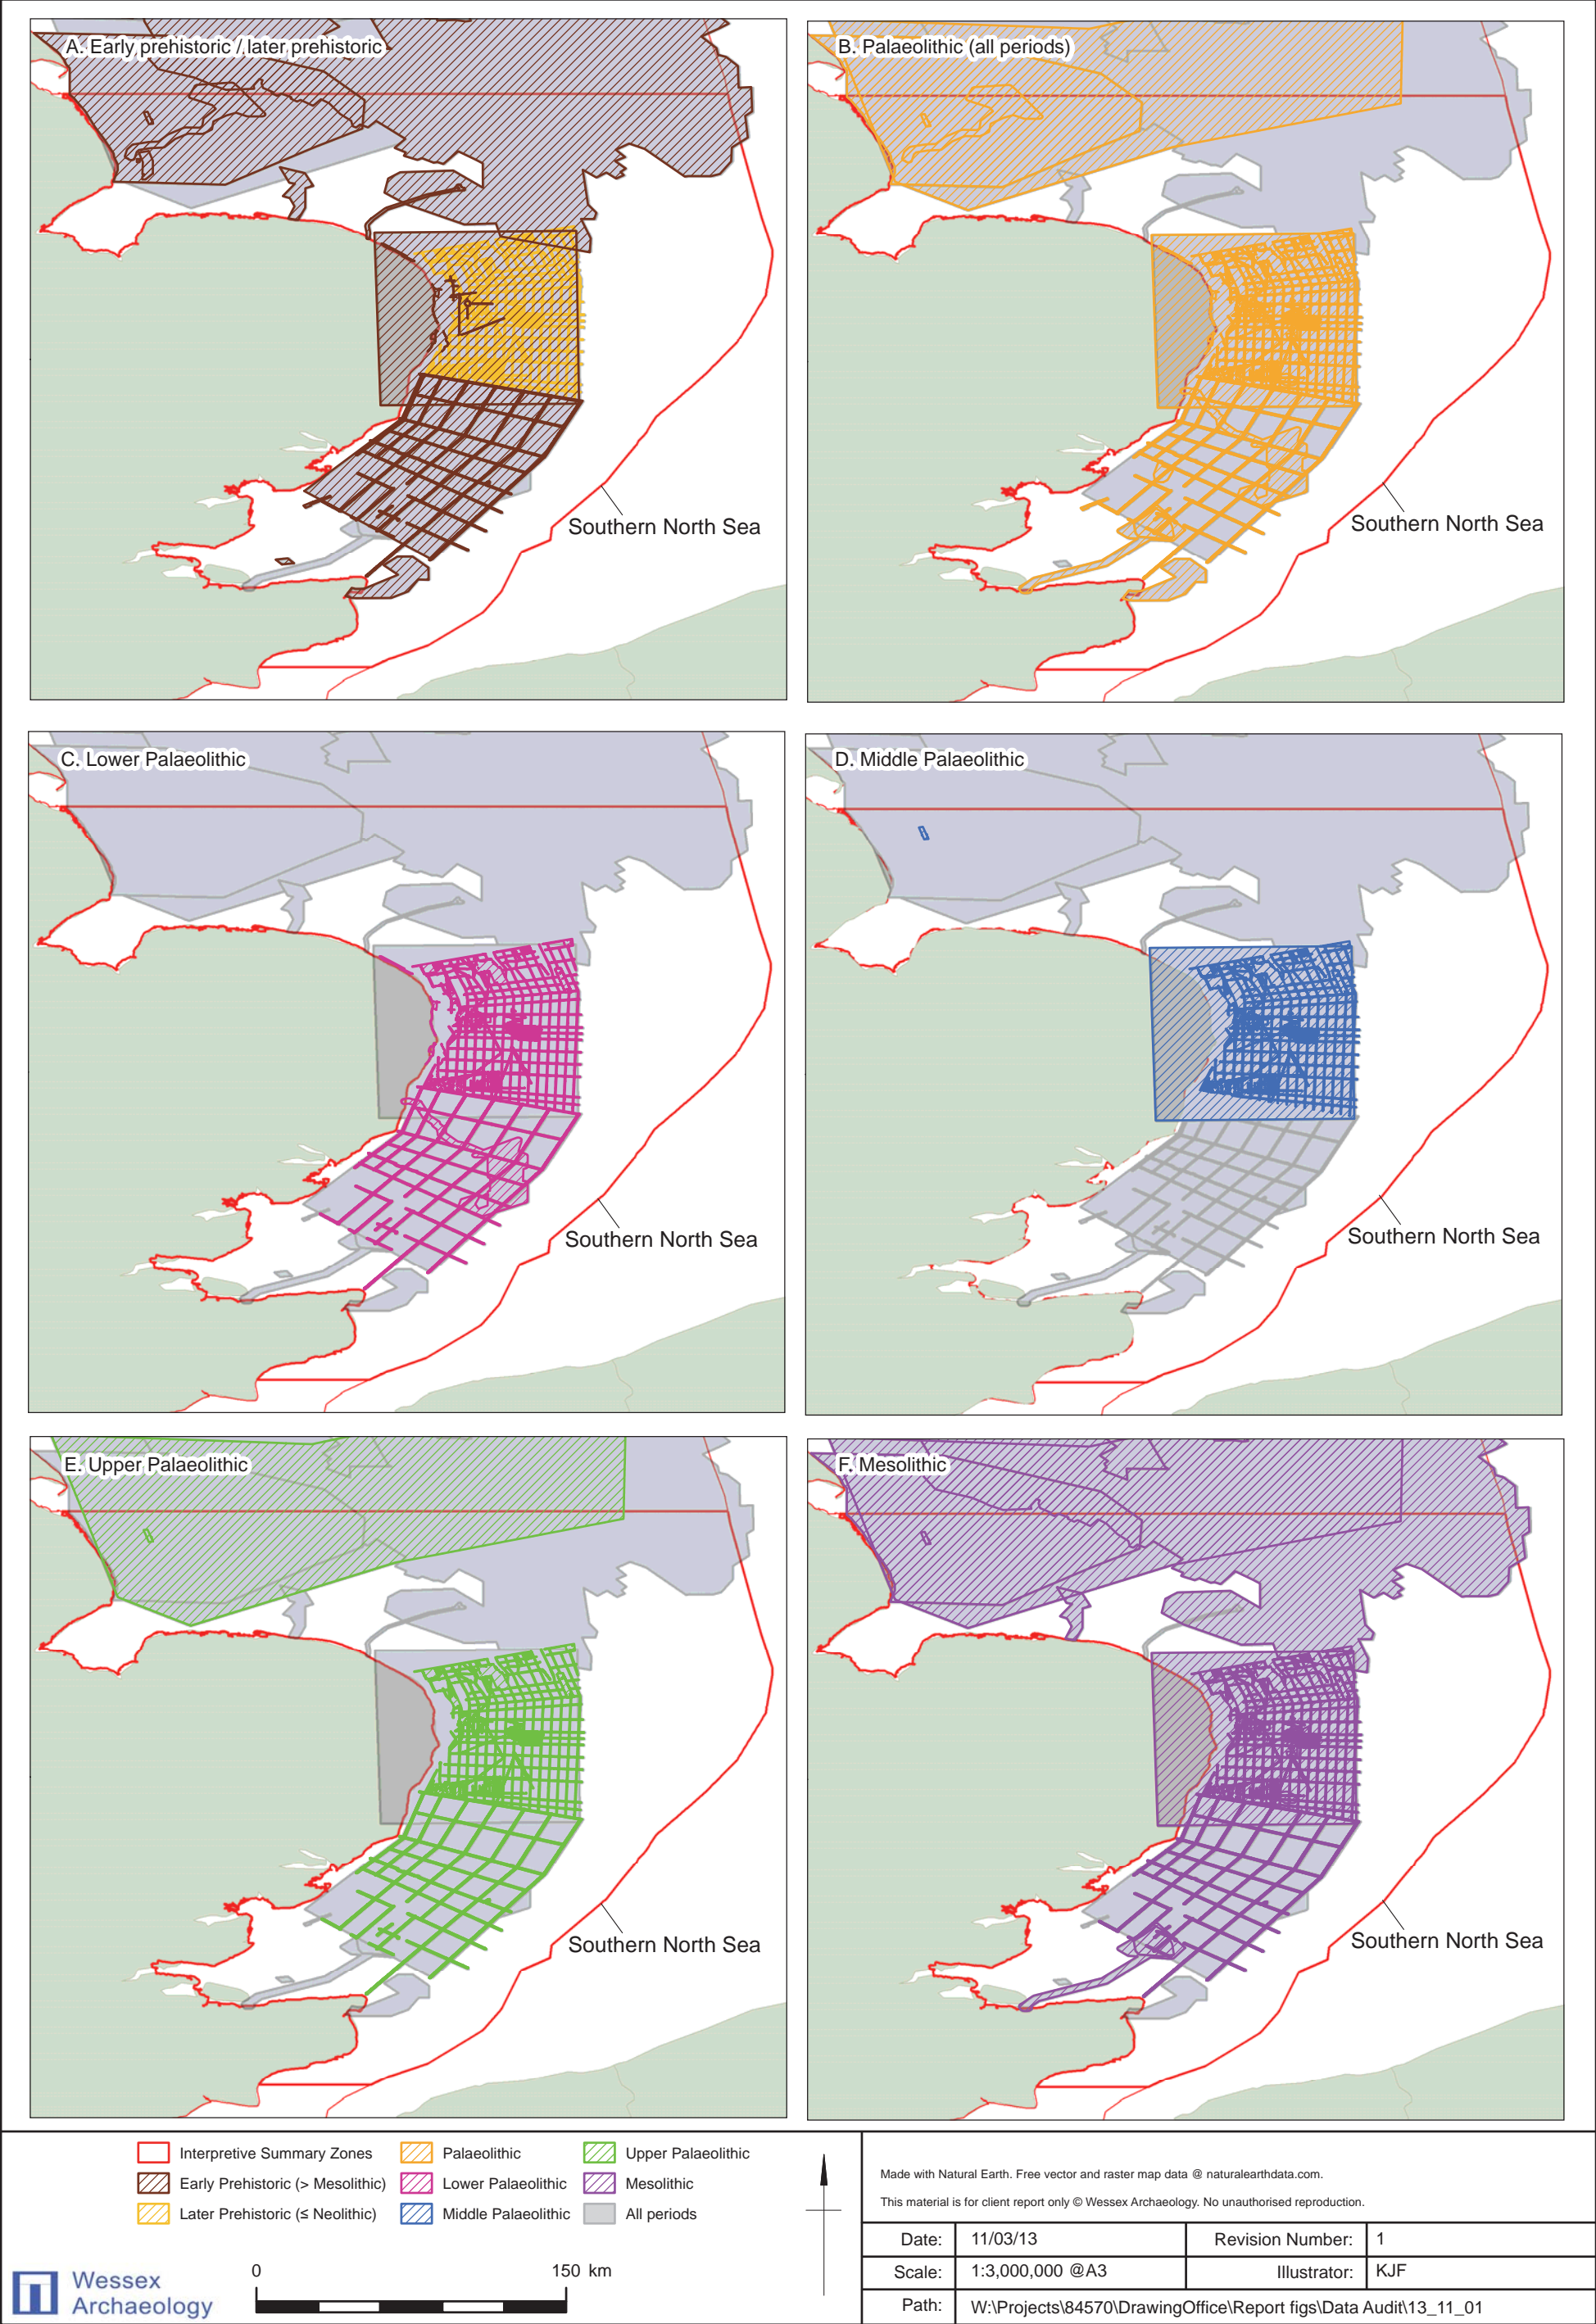 A. Early prehistoric / later prehistoric
B. Palaeolithic (all periods)
Southern North Sea
Southern North Sea
C. Lower Palaeolithic
D. Middle Palaeolithic
Southern North Sea
Southern North Sea
E. Upper Palaeolithic
F. Mesolithic
Southern North Sea
Southern North Sea
Interpretive Summary Zones
Early Prehistoric (> Mesolithic)
Later Prehistoric (≤ Neolithic)
Palaeolithic
Lower Palaeolithic
Middle Palaeolithic
Upper Palaeolithic
Mesolithic
All periods
Wessex
Archaeology
0 150 km
Made with Natural Earth. Free vector and raster map data @ naturalearthdata.com.
This material is for client report only © Wessex Archaeology. No unauthorised reproduction.
Date: 11/03/13 Revision Number: 1
Scale: 1:3,000,000 @A3 Illustrator: KJF
Path: W:\Projects\84570\DrawingOffice\Report figs\Data Audit\13_11_01